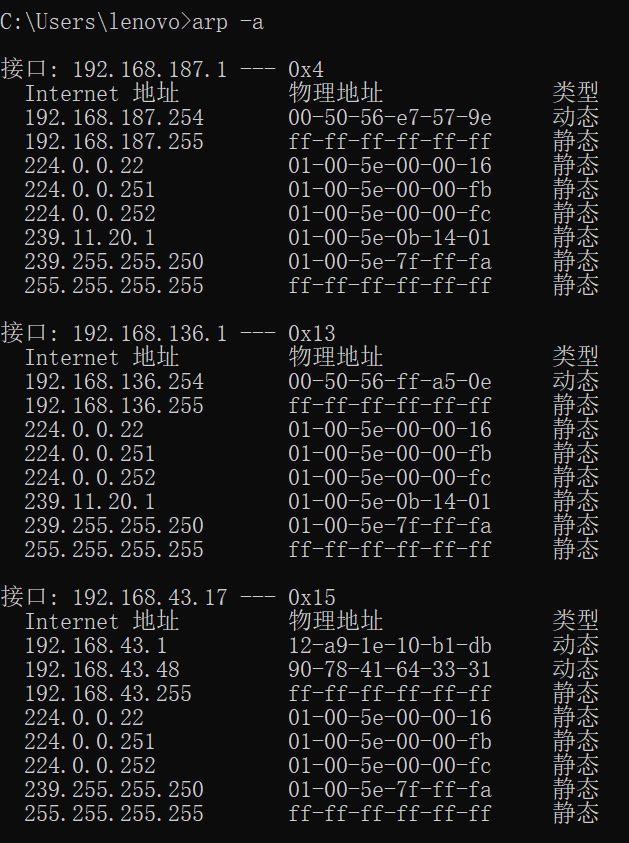 C:\Users\lenovo>arp -a
接口: 192.168.187.1 --- 0x4
Internet 地址 物理地址 类型
192.168.187.254 00-50-56-e7-57-9e 动态
192.168.187.255 ff-ff-ff-ff-ff-ff 静态
224.0.0.22 01-00-5e-00-00-16 静态
224.0.0.251 01-00-5e-00-00-fb 静态
224.0.0.252 01-00-5e-00-00-fc 静态
239.11.20.1 01-00-5e-0b-14-01 静态
239.255.255.250 01-00-5e-7f-ff-fa 静态
255.255.255.255 ff-ff-ff-ff-ff-ff 静态
接口: 192.168.136.1 --- 0x13
Internet 地址 物理地址 类型
192.168.136.254 00-50-56-ff-a5-0e 动态
192.168.136.255 ff-ff-ff-ff-ff-ff 静态
224.0.0.22 01-00-5e-00-00-16 静态
224.0.0.251 01-00-5e-00-00-fb 静态
224.0.0.252 01-00-5e-00-00-fc 静态
239.11.20.1 01-00-5e-0b-14-01 静态
239.255.255.250 01-00-5e-7f-ff-fa 静态
255.255.255.255 ff-ff-ff-ff-ff-ff 静态
接口: 192.168.43.17 --- 0x15
Internet 地址 物理地址 类型
192.168.43.1 12-a9-1e-10-b1-db 动态
192.168.43.48 90-78-41-64-33-31 动态
192.168.43.255 ff-ff-ff-ff-ff-ff 静态
224.0.0.22 01-00-5e-00-00-16 静态
224.0.0.251 01-00-5e-00-00-fb 静态
224.0.0.252 01-00-5e-00-00-fc 静态
239.255.255.250 01-00-5e-7f-ff-fa 静态
255.255.255.255 ff-ff-ff-ff-ff-ff 静态